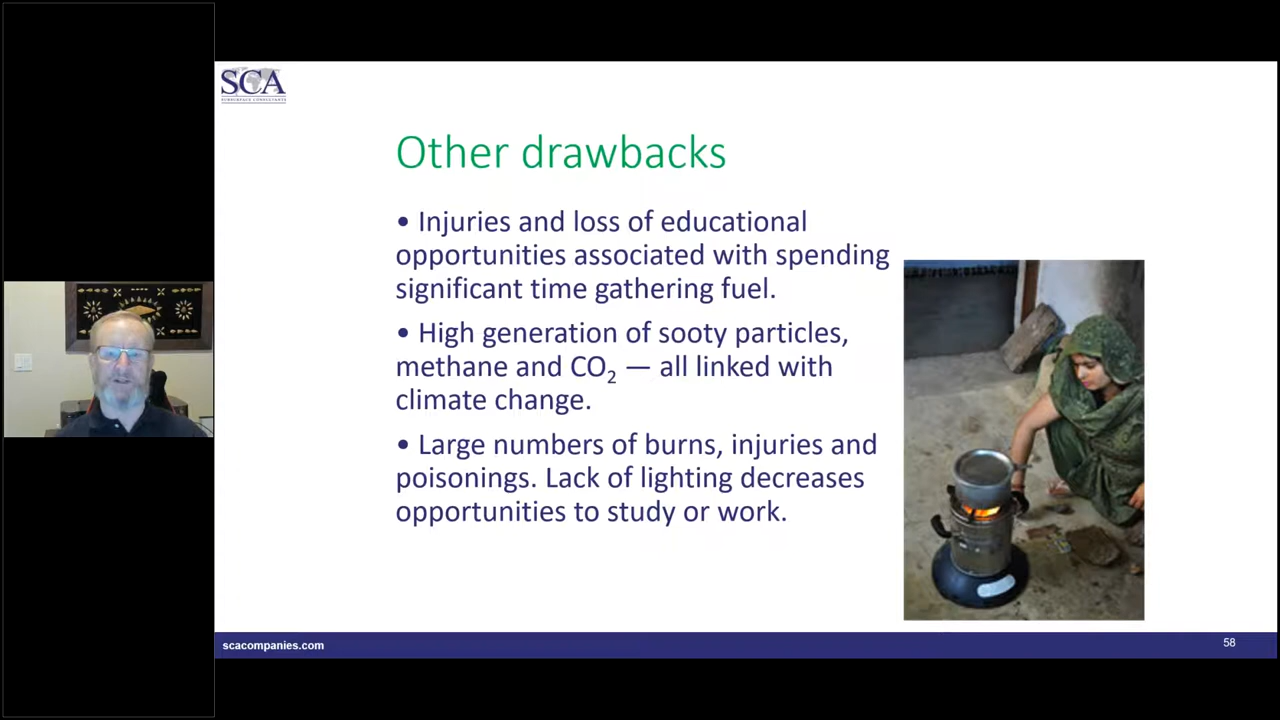 SCA
SUBSURFACE CONSULTANTS
Other drawbacks
• Injuries and loss of educational
opportunities associated with spending
significant time gathering fuel.
• High generation of sooty particles,
methane and CO₂ — all linked with
climate change.
• Large numbers of burns, injuries and
poisonings. Lack of lighting decreases
opportunities to study or work.
scacompanies.com
58